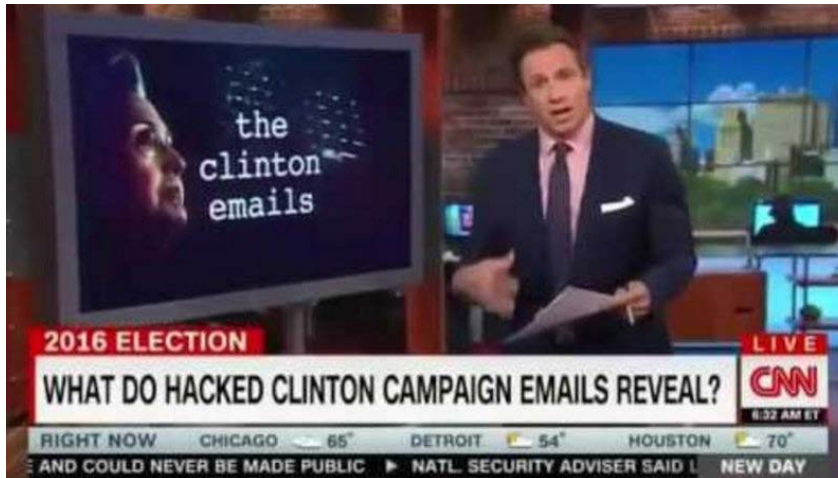 the
clinton
emails
2016 ELECTION
WHAT DO HACKED CLINTON CAMPAIGN EMAILS REVEAL?
LIVE
CNN
6:32 AM ET
RIGHT NOW CHICAGO 65° DETROIT 54° HOUSTON 70°
AND COULD NEVER BE MADE PUBLIC ▶ NATL. SECURITY ADVISER SAID
NEW DAY